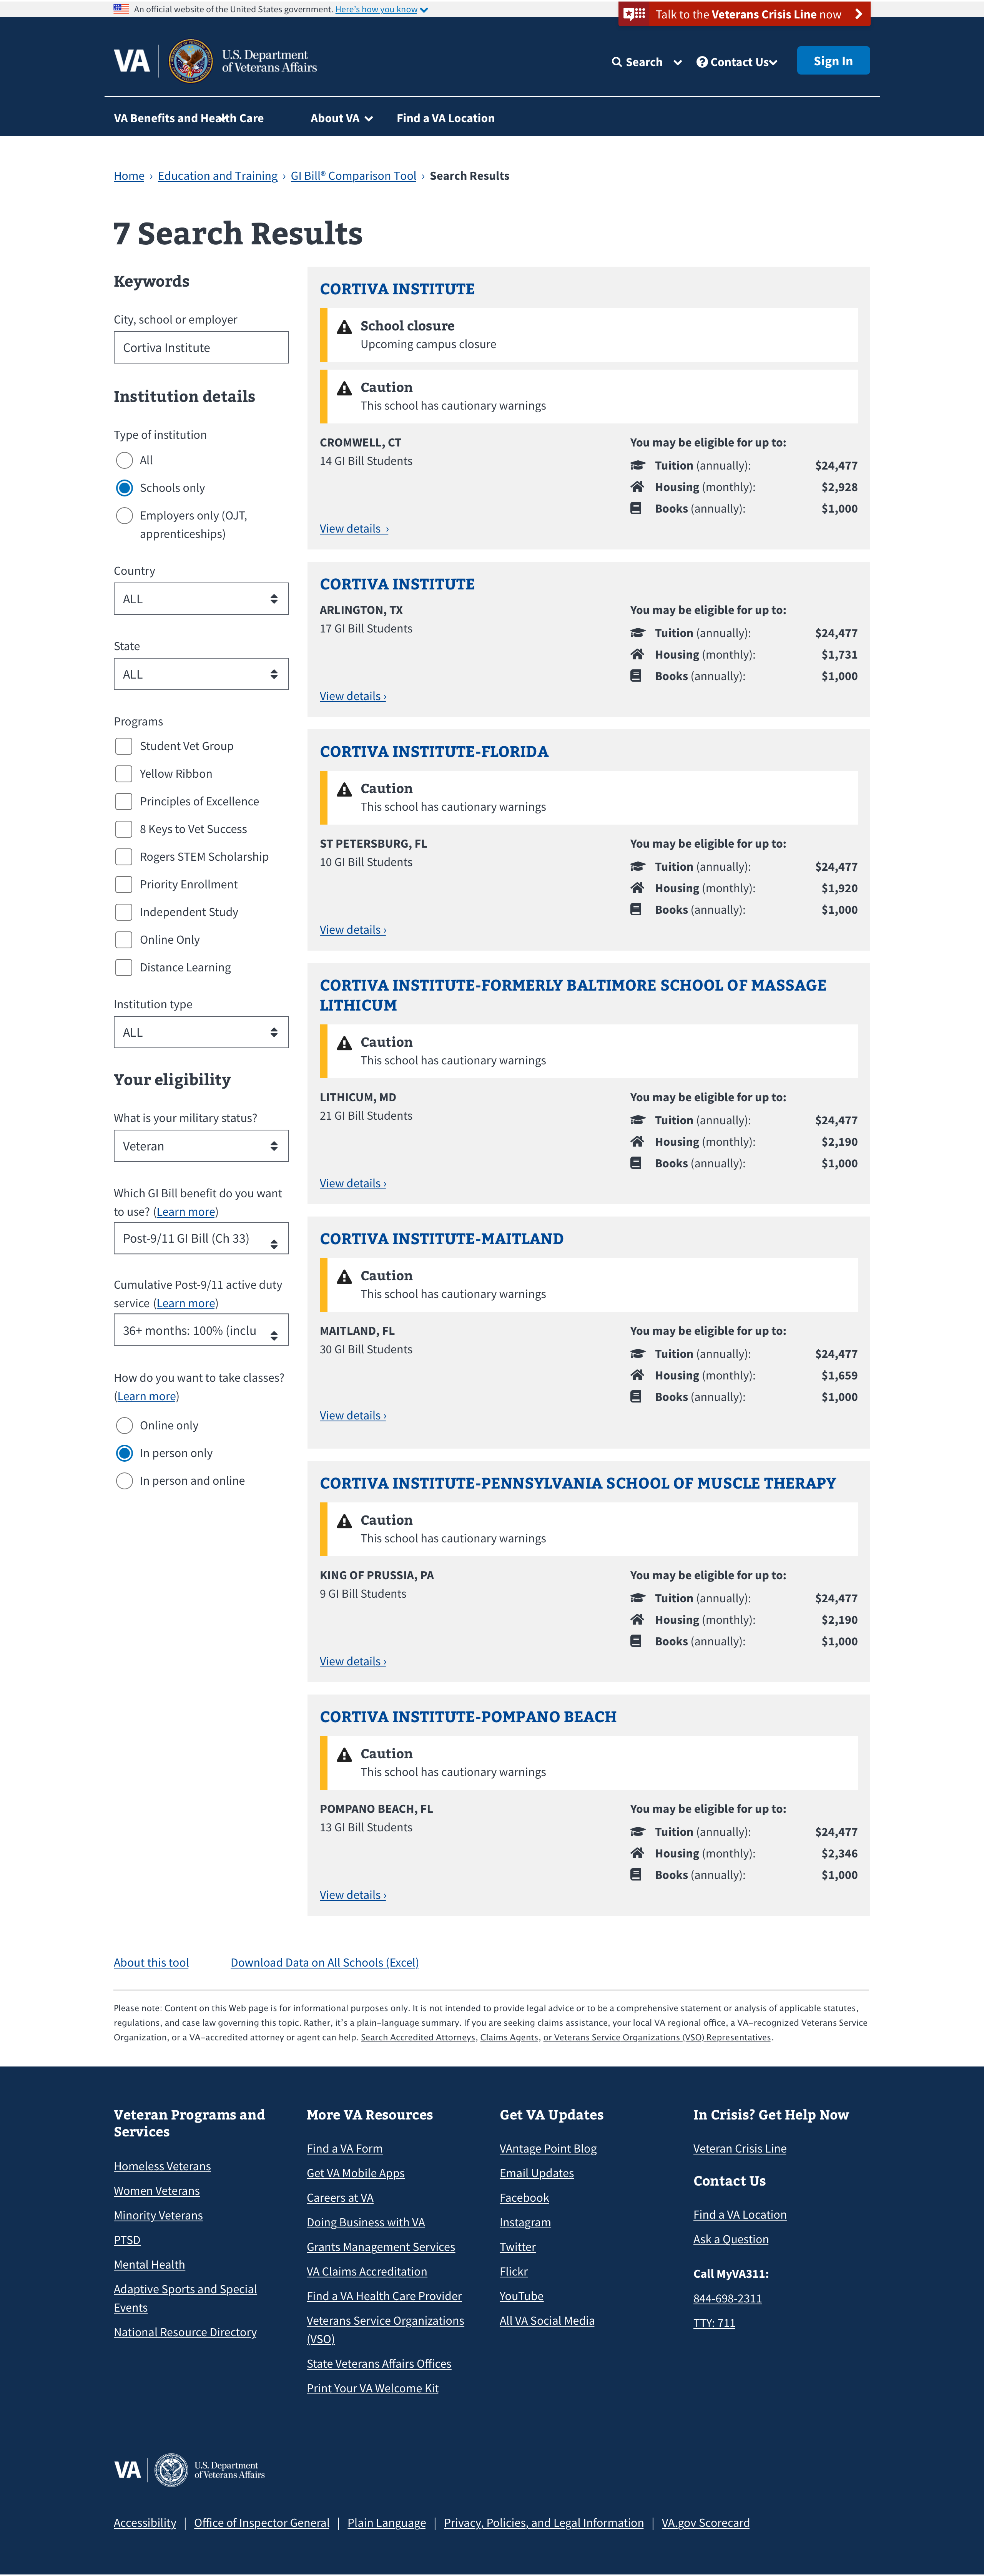 An official website of the United States government. Here's how you know
Talk to the Veterans Crisis Line now
VA
U.S. Department
of Veterans Affairs
Search
Contact Us
Sign In
VA Benefits and Health Care
About VA
Find a VA Location
Home › Education and Training › GI Bill® Comparison Tool › Search Results
7 Search Results
Keywords
City, school or employer
Cortiva Institute
Institution details
Type of institution
All
Schools only
Employers only (OJT,
apprenticeships)
Country
ALL
State
ALL
Programs
Student Vet Group
Yellow Ribbon
Principles of Excellence
8 Keys to Vet Success
Rogers STEM Scholarship
Priority Enrollment
Independent Study
Online Only
Distance Learning
Institution type
ALL
Your eligibility
What is your military status?
Veteran
Which GI Bill benefit do you want
to use? (Learn more)
Post-9/11 GI Bill (Ch 33)
Cumulative Post-9/11 active duty
service (Learn more)
36+ months: 100% (inclu
How do you want to take classes?
(Learn more)
Online only
In person only
In person and online
CORTIVA INSTITUTE
School closure
Upcoming campus closure
Caution
This school has cautionary warnings
CROMWELL, CT
14 GI Bill Students
You may be eligible for up to:
Tuition (annually): $24,477
Housing (monthly): $2,928
Books (annually): $1,000
View details ›
CORTIVA INSTITUTE
ARLINGTON, TX
17 GI Bill Students
You may be eligible for up to:
Tuition (annually): $24,477
Housing (monthly): $1,731
Books (annually): $1,000
View details ›
CORTIVA INSTITUTE-FLORIDA
Caution
This school has cautionary warnings
ST PETERSBURG, FL
10 GI Bill Students
You may be eligible for up to:
Tuition (annually): $24,477
Housing (monthly): $1,920
Books (annually): $1,000
View details ›
CORTIVA INSTITUTE-FORMERLY BALTIMORE SCHOOL OF MASSAGE
LITHICUM
Caution
This school has cautionary warnings
LITHICUM, MD
21 GI Bill Students
You may be eligible for up to:
Tuition (annually): $24,477
Housing (monthly): $2,190
Books (annually): $1,000
View details ›
CORTIVA INSTITUTE-MAITLAND
Caution
This school has cautionary warnings
MAITLAND, FL
30 GI Bill Students
You may be eligible for up to:
Tuition (annually): $24,477
Housing (monthly): $1,659
Books (annually): $1,000
View details ›
CORTIVA INSTITUTE-PENNSYLVANIA SCHOOL OF MUSCLE THERAPY
Caution
This school has cautionary warnings
KING OF PRUSSIA, PA
9 GI Bill Students
You may be eligible for up to:
Tuition (annually): $24,477
Housing (monthly): $2,190
Books (annually): $1,000
View details ›
CORTIVA INSTITUTE-POMPANO BEACH
Caution
This school has cautionary warnings
POMPANO BEACH, FL
13 GI Bill Students
You may be eligible for up to:
Tuition (annually): $24,477
Housing (monthly): $2,346
Books (annually): $1,000
View details ›
About this tool
Download Data on All Schools (Excel)
Please note: Content on this Web page is for informational purposes only. It is not intended to provide legal advice or to be a comprehensive statement or analysis of applicable statutes,
regulations, and case law governing this topic. Rather, it's a plain-language summary. If you are seeking claims assistance, your local VA regional office, a VA-recognized Veterans Service
Organization, or a VA-accredited attorney or agent can help. Search Accredited Attorneys, Claims Agents, or Veterans Service Organizations (VSO) Representatives.
Veteran Programs and
Services
Homeless Veterans
Women Veterans
Minority Veterans
PTSD
Mental Health
Adaptive Sports and Special
Events
National Resource Directory
More VA Resources
Find a VA Form
Get VA Mobile Apps
Careers at VA
Doing Business with VA
Grants Management Services
VA Claims Accreditation
Find a VA Health Care Provider
Veterans Service Organizations
(VSO)
State Veterans Affairs Offices
Print Your VA Welcome Kit
Get VA Updates
VAntage Point Blog
Email Updates
Facebook
Instagram
Twitter
Flickr
YouTube
All VA Social Media
In Crisis? Get Help Now
Veteran Crisis Line
Contact Us
Find a VA Location
Ask a Question
Call MyVA311:
844-698-2311
TTY: 711
VA
U.S. Department
of Veterans Affairs
Accessibility | Office of Inspector General | Plain Language | Privacy, Policies, and Legal Information | VA.gov Scorecard